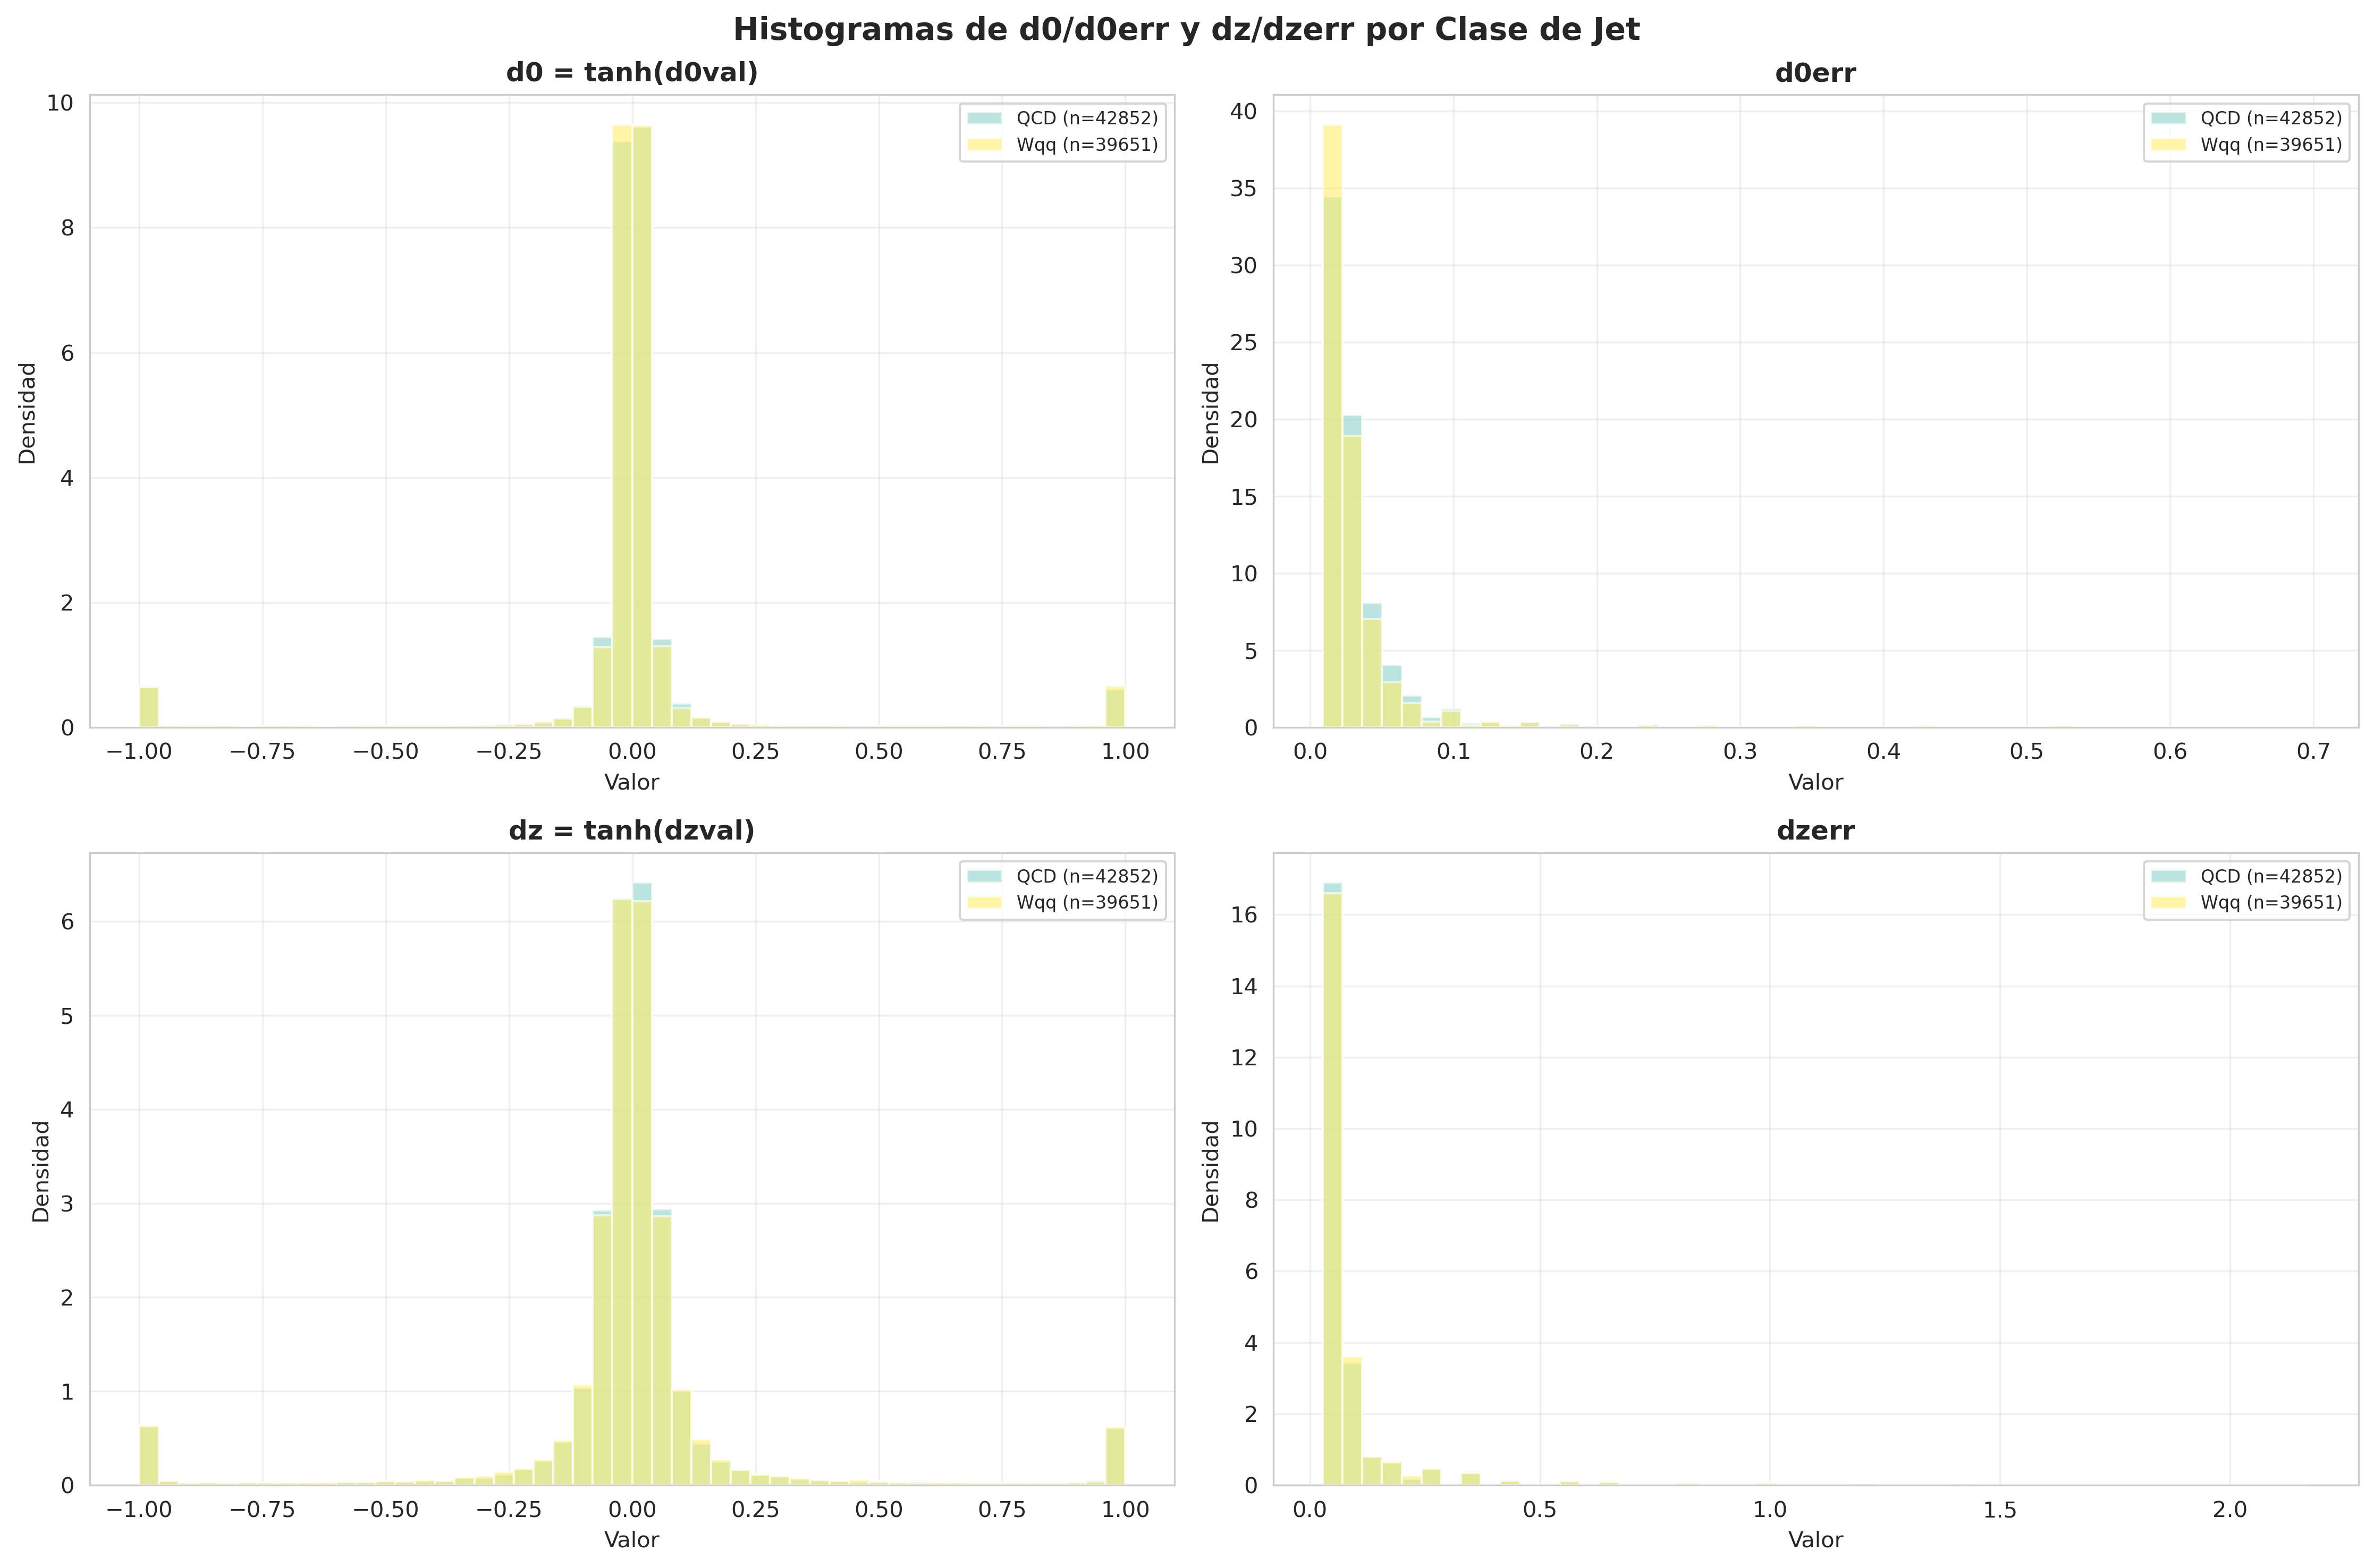 Histogramas de d0/d0err y dz/dzerr por Clase de Jet
d0 = tanh(d0val)
10
8
6
4
2
0
Densidad
−1.00 −0.75 −0.50 −0.25 0.00 0.25 0.50 0.75 1.00
Valor
QCD (n=42852)
Wqq (n=39651)
d0err
40
35
30
25
20
15
10
5
0
Densidad
0.0 0.1 0.2 0.3 0.4 0.5 0.6 0.7
Valor
QCD (n=42852)
Wqq (n=39651)
dz = tanh(dzval)
6
5
4
3
2
1
0
Densidad
−1.00 −0.75 −0.50 −0.25 0.00 0.25 0.50 0.75 1.00
Valor
QCD (n=42852)
Wqq (n=39651)
dzerr
16
14
12
10
8
6
4
2
0
Densidad
0.0 0.5 1.0 1.5 2.0
Valor
QCD (n=42852)
Wqq (n=39651)